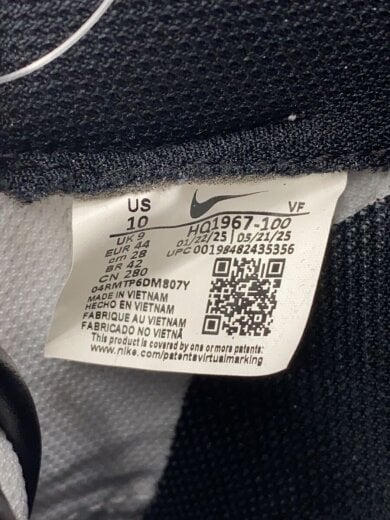 US
10
VF
HQ1967-100
UK 9
01/22/25 05/21/25
EUR 44
UPC 00198482435356
cm 28
BR 42
CN 280
04RMTP6DM807Y
MADE IN VIETNAM
HECHO EN VIETNAM
FABRIQUE AU VIETNAM
FABRICADO NO VIETNÃ
This product is covered by one or more patents:
www.nike.com/patentsvirtualmarking